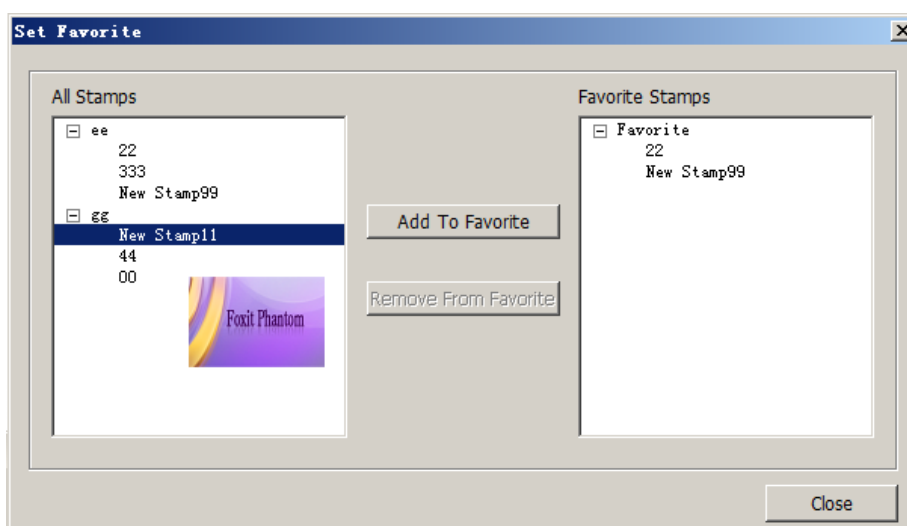 Set Favorite
All Stamps
ee
22
333
New Stamp99
gg
New Stamp11
44
00
Foxit Phantom
Add To Favorite
Remove From Favorite
Favorite Stamps
Favorite
22
New Stamp99
Close